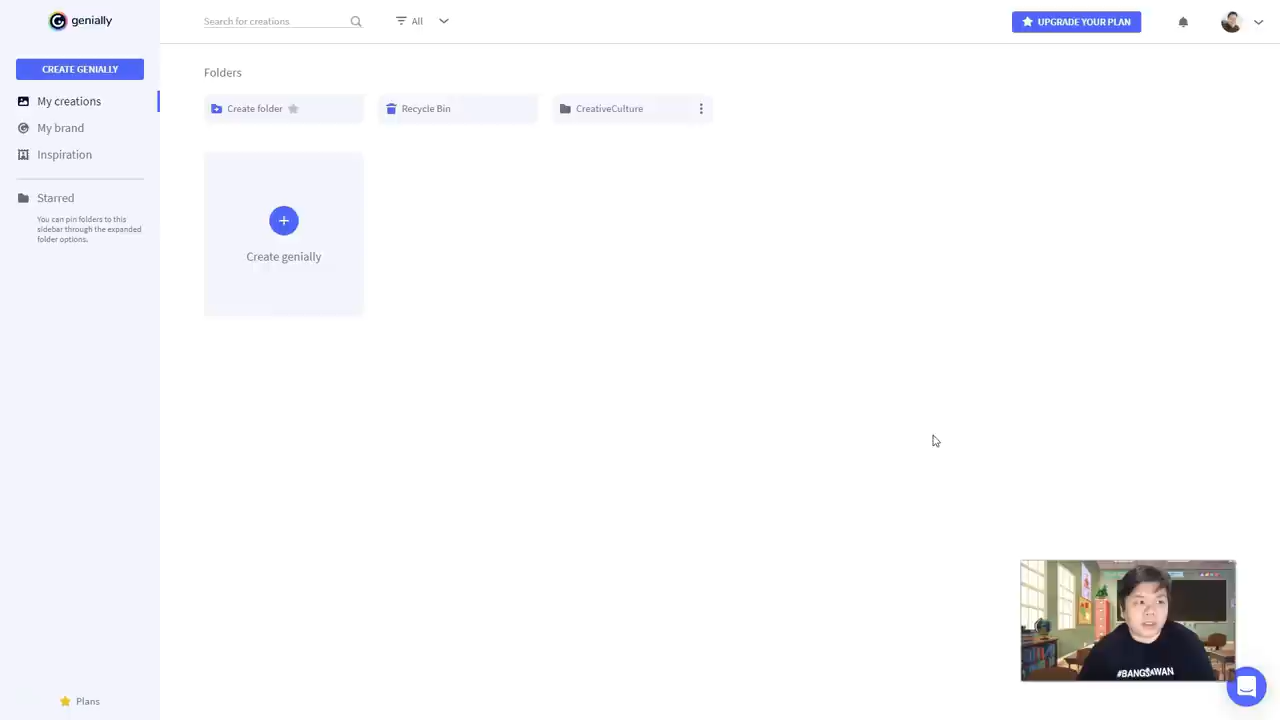 genially
Search for creations
All
UPGRADE YOUR PLAN
CREATE GENIALLY
My creations
My brand
Inspiration
Starred
You can pin folders to this
sidebar through the expanded
folder options.
Plans
Folders
Create folder
Recycle Bin
CreativeCulture
Create genially
#BANGSAWAN